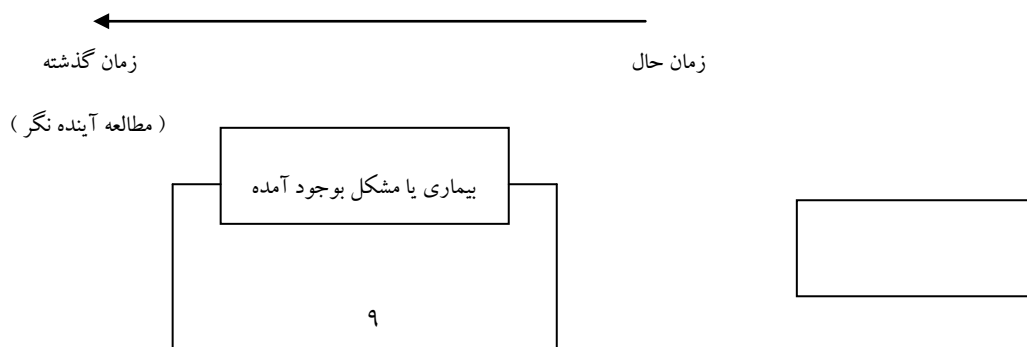 زمان حال
زمان گذشته
( مطالعه آینده نگر )
بیماری یا مشکل بوجود آمده
۹